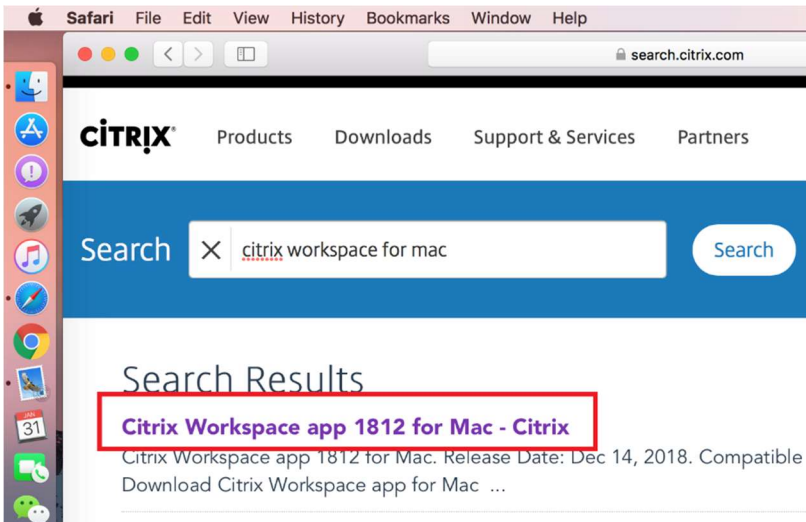 Safari File Edit View History Bookmarks Window Help
search.citrix.com
CİTRIX® Products Downloads Support & Services Partners
Search citrix workspace for mac Search
Search Results
Citrix Workspace app 1812 for Mac - Citrix
Citrix Workspace app 1812 for Mac. Release Date: Dec 14, 2018. Compatible
Download Citrix Workspace app for Mac ...
JAN
31